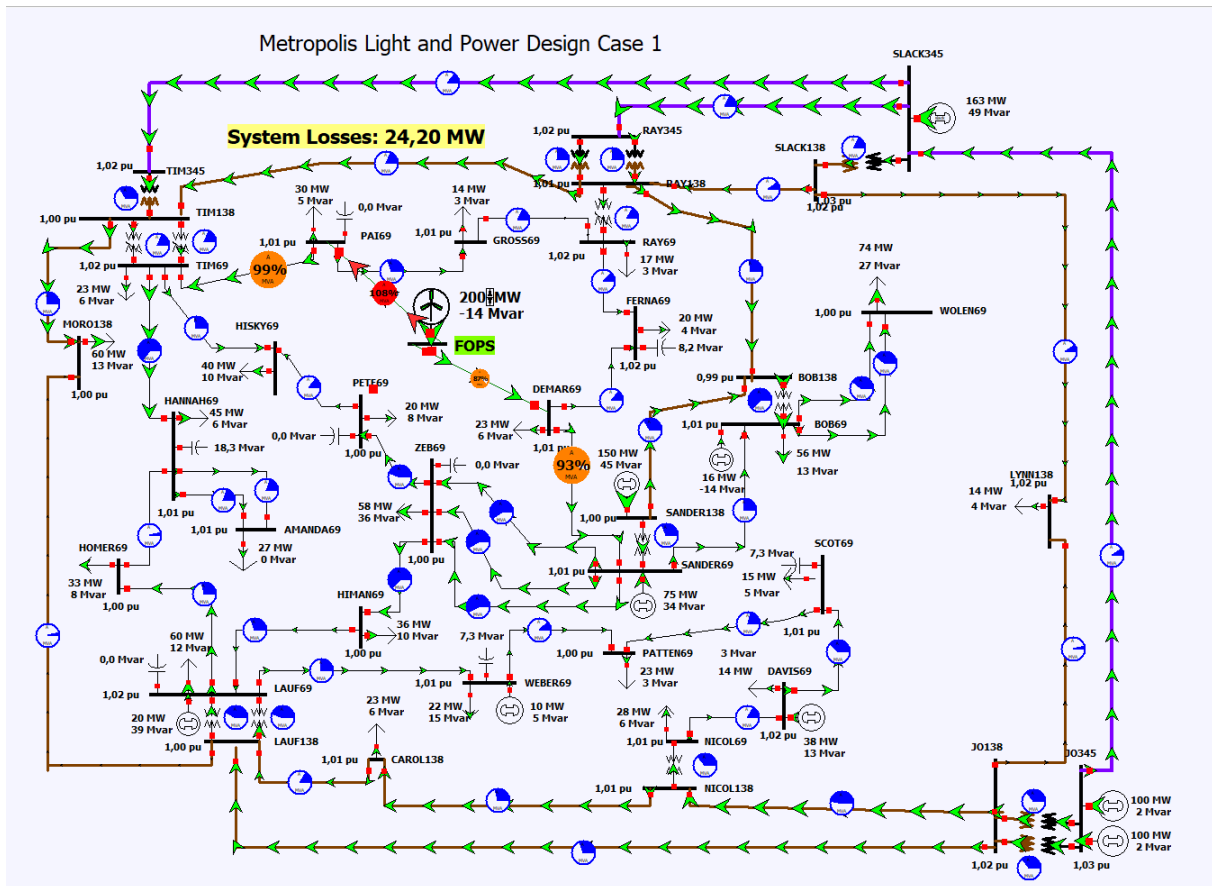 Metropolis Light and Power Design Case 1
SLACK345
163 MW
49 Mvar
System Losses: 24,20 MW
1,02 pu
RAY345
SLACK138
1,02 pu
TIM345
1,01 pu
RAY138
1,03 pu
1,02 pu
30 MW
5 Mvar
0,0 Mvar
14 MW
3 Mvar
1,00 pu
TIM138
PAI69
1,01 pu
1,01 pu
GROSS69
RAY69
1,02 pu
17 MW
3 Mvar
74 MW
27 Mvar
1,02 pu
TIM69
99%
23 MW
6 Mvar
108%
200 MW
-14 Mvar
FERNA69
20 MW
4 Mvar
8,2 Mvar
1,02 pu
1,00 pu
WOLEN69
MORO138
60 MW
13 Mvar
1,00 pu
HISKY69
40 MW
10 Mvar
FOPS
87%
PETE69
DEMAR69
0,99 pu
BOB138
HANNAH69
45 MW
6 Mvar
18,3 Mvar
20 MW
8 Mvar
0,0 Mvar
1,00 pu
23 MW
6 Mvar
1,01 pu
1,01 pu
BOB69
56 MW
13 Mvar
16 MW
-14 Mvar
ZEB69
0,0 Mvar
93%
150 MW
45 Mvar
LYNN138
1,02 pu
14 MW
4 Mvar
1,01 pu
1,01 pu
AMANDA69
27 MW
0 Mvar
58 MW
36 Mvar
1,00 pu
1,00 pu
SANDER138
SCOT69
7,3 Mvar
15 MW
5 Mvar
1,01 pu
HOMER69
33 MW
8 Mvar
1,00 pu
1,01 pu
SANDER69
75 MW
34 Mvar
HIMAN69
36 MW
10 Mvar
1,00 pu
60 MW
12 Mvar
0,0 Mvar
7,3 Mvar
1,00 pu
PATTEN69
23 MW
3 Mvar
3 Mvar
14 MW
DAVIS69
1,02 pu
LAUF69
1,01 pu
WEBER69
22 MW
15 Mvar
10 MW
5 Mvar
20 MW
39 Mvar
23 MW
6 Mvar
28 MW
6 Mvar
1,02 pu
38 MW
13 Mvar
1,00 pu
LAUF138
1,01 pu
NICOL69
1,01 pu
CAROL138
JO138
JO345
1,01 pu
NICOL138
100 MW
2 Mvar
100 MW
2 Mvar
1,02 pu
1,03 pu